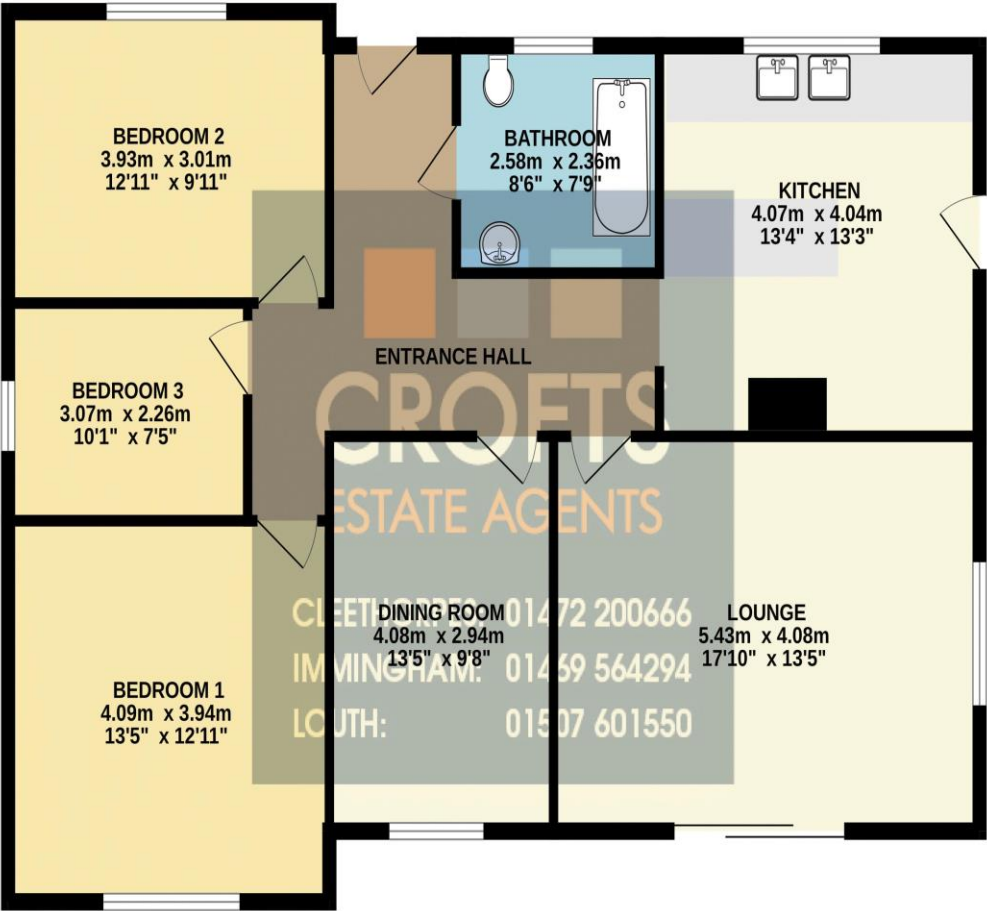 BEDROOM 2
3.93m x 3.01m
12'11" x 9'11"
BATHROOM
2.58m x 2.36m
8'6" x 7'9"
KITCHEN
4.07m x 4.04m
13'4" x 13'3"
ENTRANCE HALL
BEDROOM 3
3.07m x 2.26m
10'1" x 7'5"
CROFTS
ESTATE AGENTS
CLEETHORPES: 01472 200666
IMMINGHAM: 01469 564294
LOUTH: 01507 601550
DINING ROOM
4.08m x 2.94m
13'5" x 9'8"
LOUNGE
5.43m x 4.08m
17'10" x 13'5"
BEDROOM 1
4.09m x 3.94m
13'5" x 12'11"